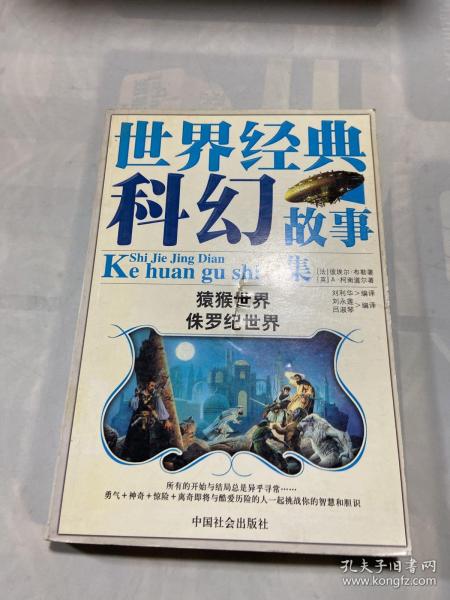 世界经典
科幻故事
集
Shi Jie Jing Dian
Ke huan gu shi
[法]彼埃尔·布勒著
[英]A·柯南道尔著
猿猴世界
侏罗纪世界
刘利华>编译
刘永莲
吕淑琴>编译
所有的开始与结局总是异乎寻常……
勇气+神奇+惊险+离奇即将与酷爱历险的人一起挑战你的智慧和胆识
中国社会出版社
孔夫子旧书网
www.kongfz.com